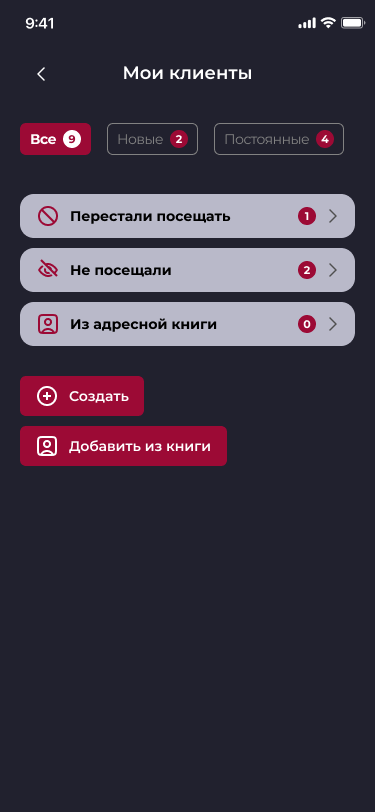 9:41
Мои клиенты
Все 9 Новые 2 Постоянные 4
Перестали посещать 1
Не посещали 2
Из адресной книги 0
Создать
Добавить из книги